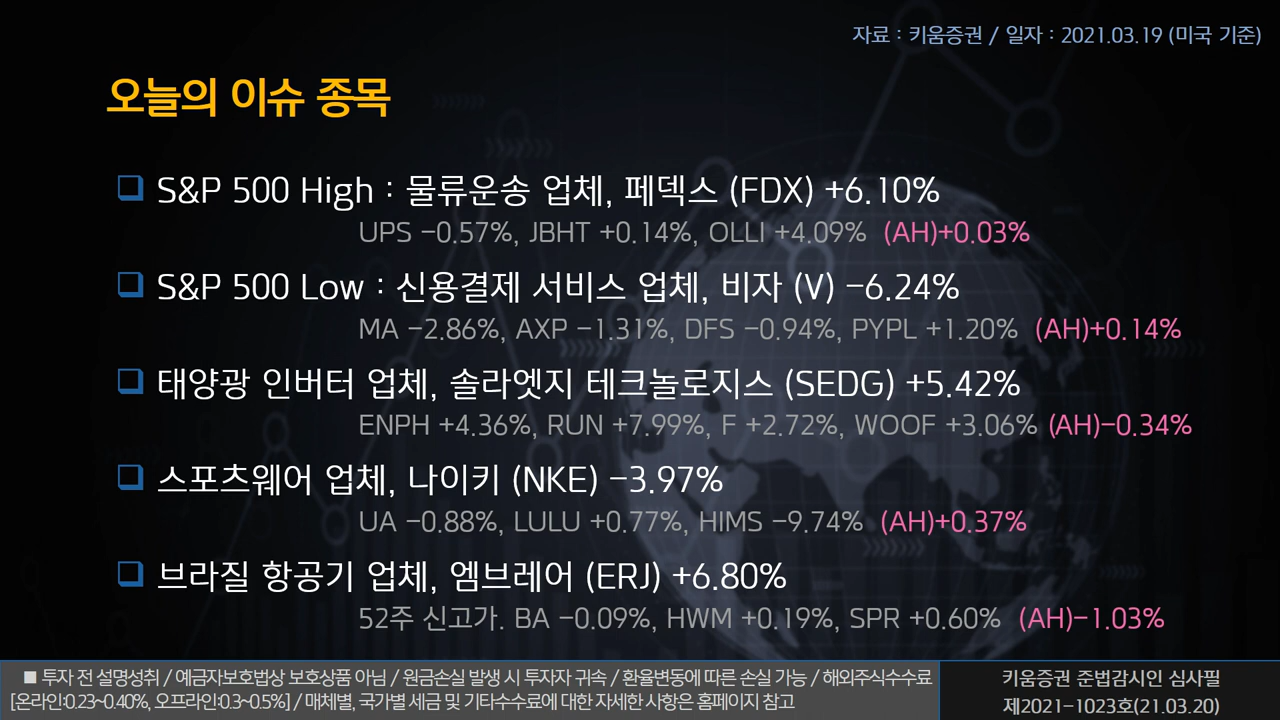 자료 : 키움증권 / 일자 : 2021.03.19 (미국 기준)
오늘의 이슈 종목
❑ S&P 500 High : 물류운송 업체, 페덱스 (FDX) +6.10%
UPS -0.57%, JBHT +0.14%, OLLI +4.09% (AH)+0.03%
❑ S&P 500 Low : 신용결제 서비스 업체, 비자 (V) -6.24%
MA -2.86%, AXP -1.31%, DFS -0.94%, PYPL +1.20% (AH)+0.14%
❑ 태양광 인버터 업체, 솔라엣지 테크놀로지스 (SEDG) +5.42%
ENPH +4.36%, RUN +7.99%, F +2.72%, WOOF +3.06% (AH)-0.34%
❑ 스포츠웨어 업체, 나이키 (NKE) -3.97%
UA -0.88%, LULU +0.77%, HIMS -9.74% (AH)+0.37%
❑ 브라질 항공기 업체, 엠브레어 (ERJ) +6.80%
52주 신고가. BA -0.09%, HWM +0.19%, SPR +0.60% (AH)-1.03%
■ 투자 전 설명청취 / 예금자보호법상 보호상품 아님 / 원금손실 발생 시 투자자 귀속 / 환율변동에 따른 손실 가능 / 해외주식수수료
[온라인:0.23~0.40%, 오프라인:0.3~0.5%] / 매체별, 국가별 세금 및 기타수수료에 대한 자세한 사항은 홈페이지 참고
키움증권 준법감시인 심사필
제2021-1023호(21.03.20)